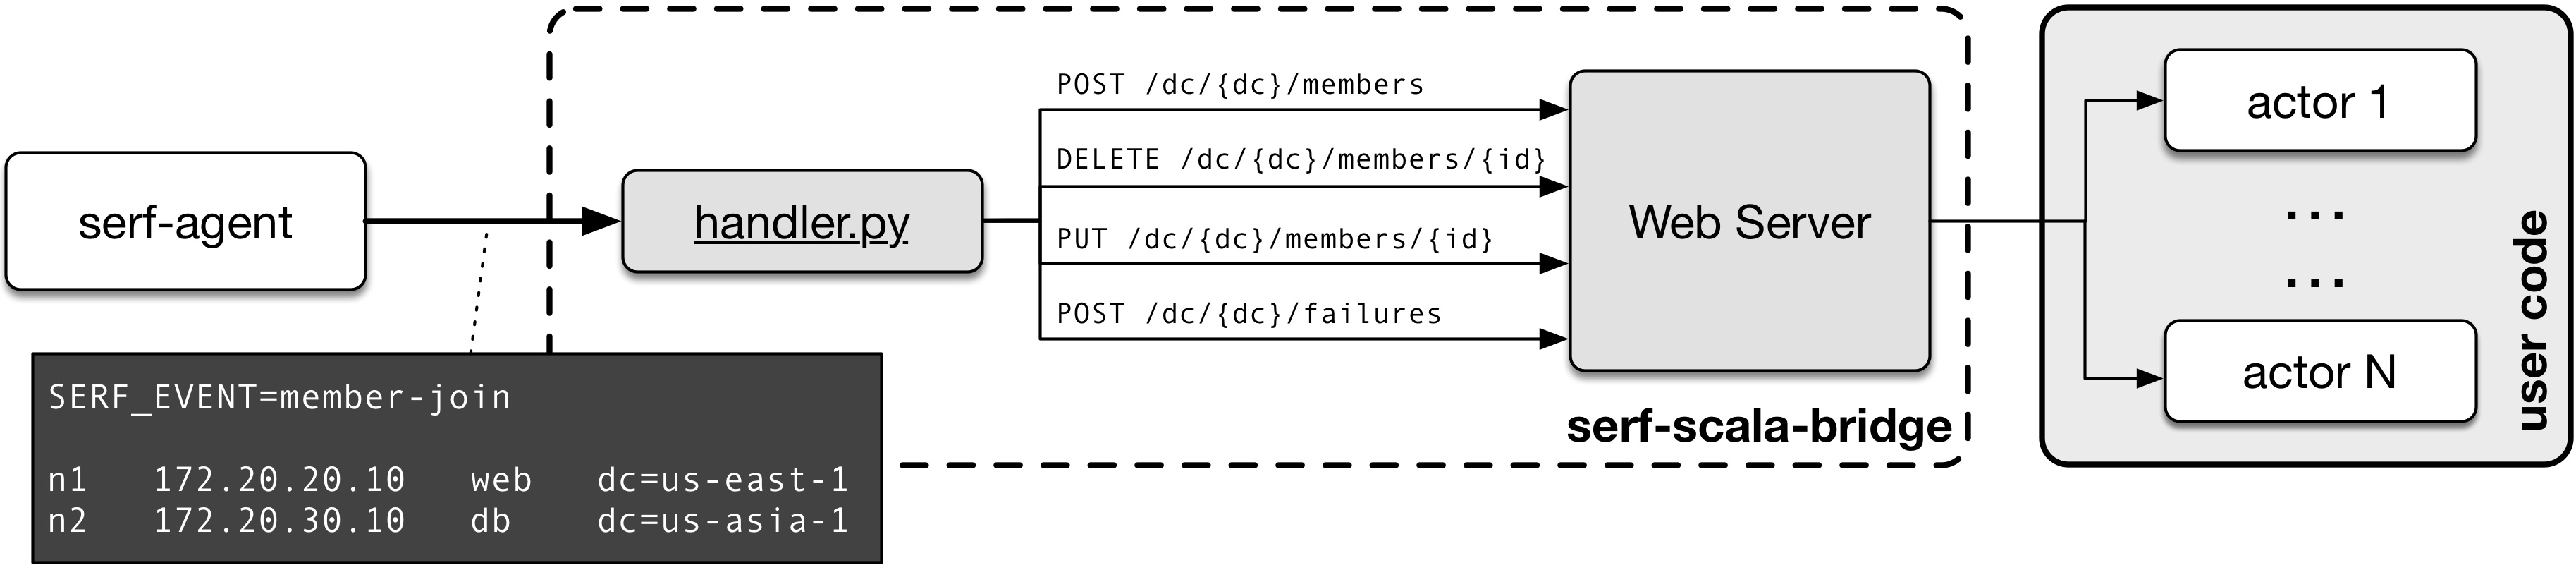 serf-agent
SERF_EVENT=member-join
n1 172.20.20.10 web dc=us-east-1
n2 172.20.30.10 db dc=us-asia-1
handler.py
POST /dc/{dc}/members
DELETE /dc/{dc}/members/{id}
PUT /dc/{dc}/members/{id}
POST /dc/{dc}/failures
Web Server
serf-scala-bridge
actor 1
...
...
actor N
user code